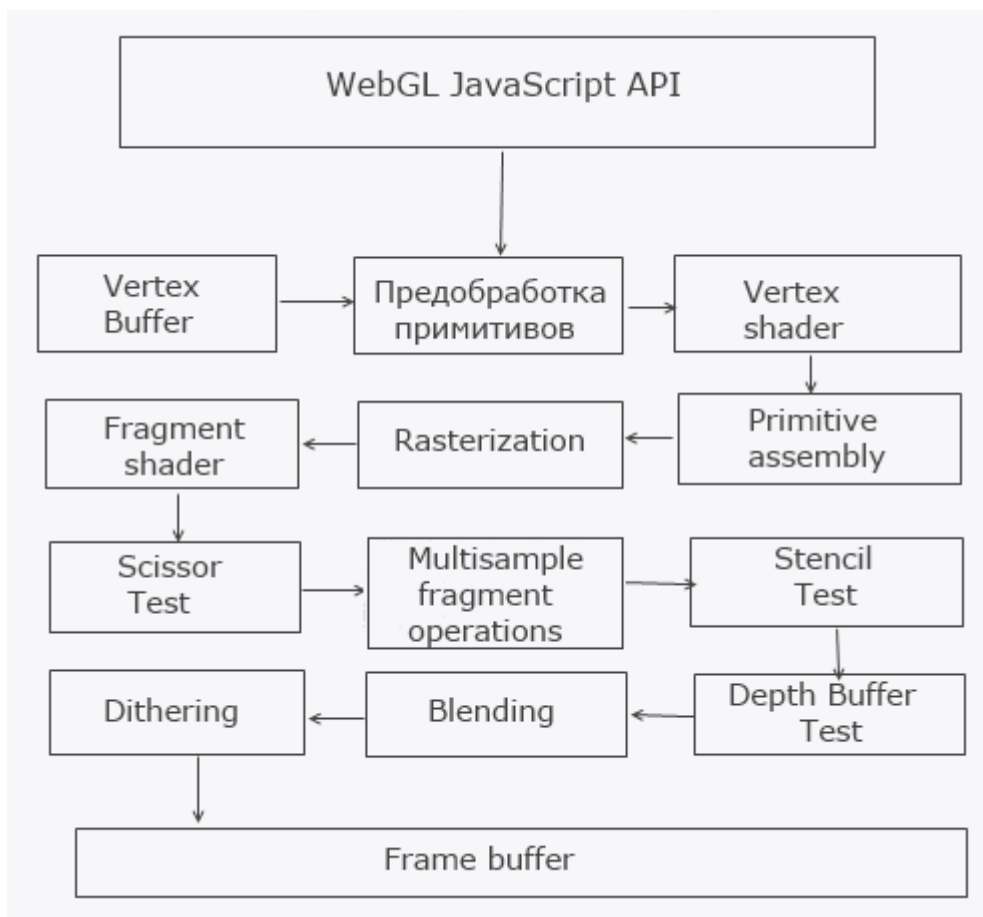 WebGL JavaScript API
Vertex
Buffer
Предобработка
примитивов
Vertex
shader
Fragment
shader
Rasterization
Primitive
assembly
Scissor
Test
Multisample
fragment
operations
Stencil
Test
Dithering
Blending
Depth Buffer
Test
Frame buffer